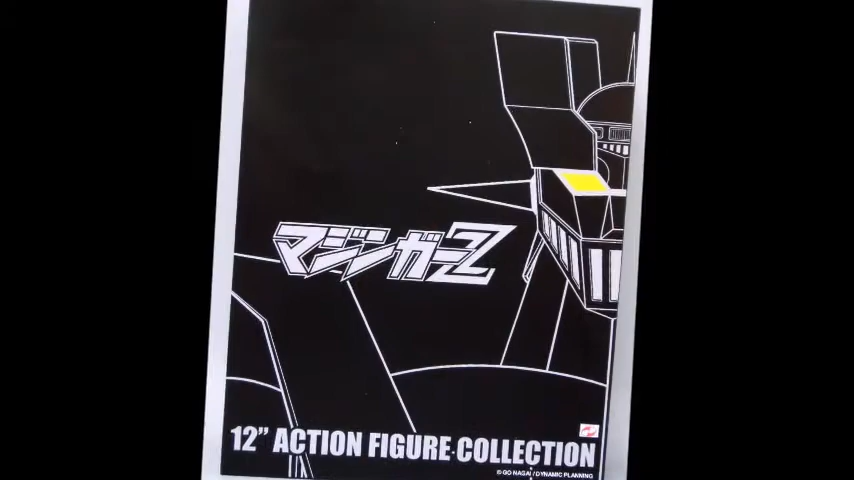 マジンガーZ
12” ACTION FIGURE COLLECTION
© GO NAGAI / DYNAMIC PLANNING